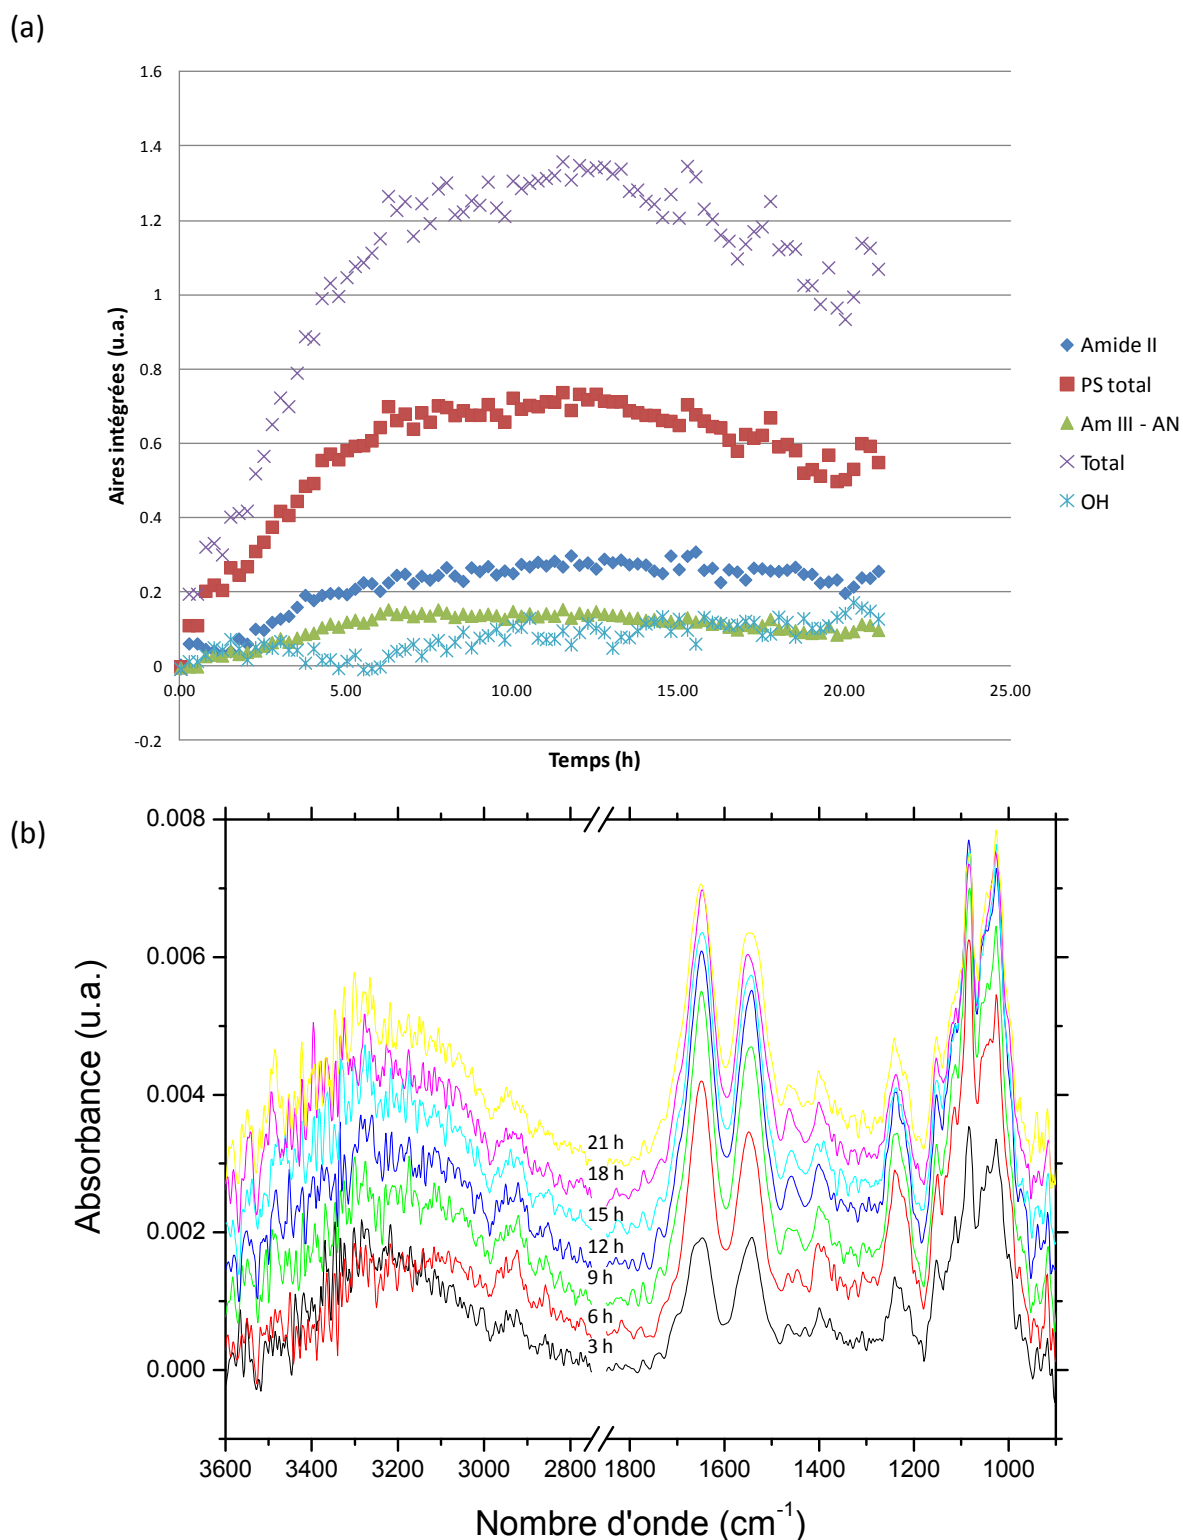 (a)
1.6
1.4
1.2
1
0.8
0.6
0.4
0.2
0
-0.2
Aires intégrées (u.a.)
0.00 5.00 10.00 15.00 20.00 25.00
Temps (h)
Amide II
PS total
Am III - AN
Total
OH
(b)
0.008
0.006
0.004
0.002
0.000
Absorbance (u.a.)
21 h
18 h
15 h
12 h
9 h
6 h
3 h
3600 3400 3200 3000 2800 1800 1600 1400 1200 1000
Nombre d'onde (cm⁻¹)